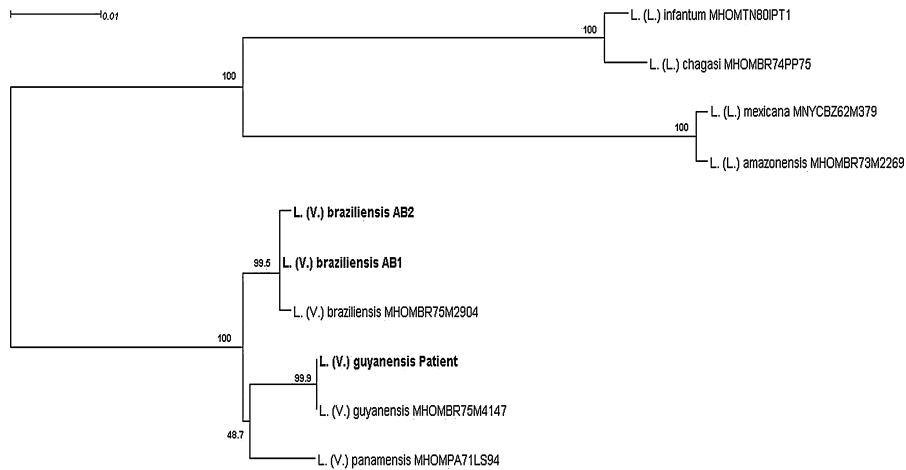 0.01
L. (L.) infantum MHOMTN80IPT1
100
L. (L.) chagasi MHOMBR74PP75
100
L. (L.) mexicana MNYCBZ62M379
100
L. (L.) amazonensis MHOMBR73M2269
L. (V.) braziliensis AB2
99.5
L. (V.) braziliensis AB1
L. (V.) braziliensis MHOMBR75M2904
100
L. (V.) guyanensis Patient
99.9
L. (V.) guyanensis MHOMBR75M4147
48.7
L. (V.) panamensis MHOMPA71LS94